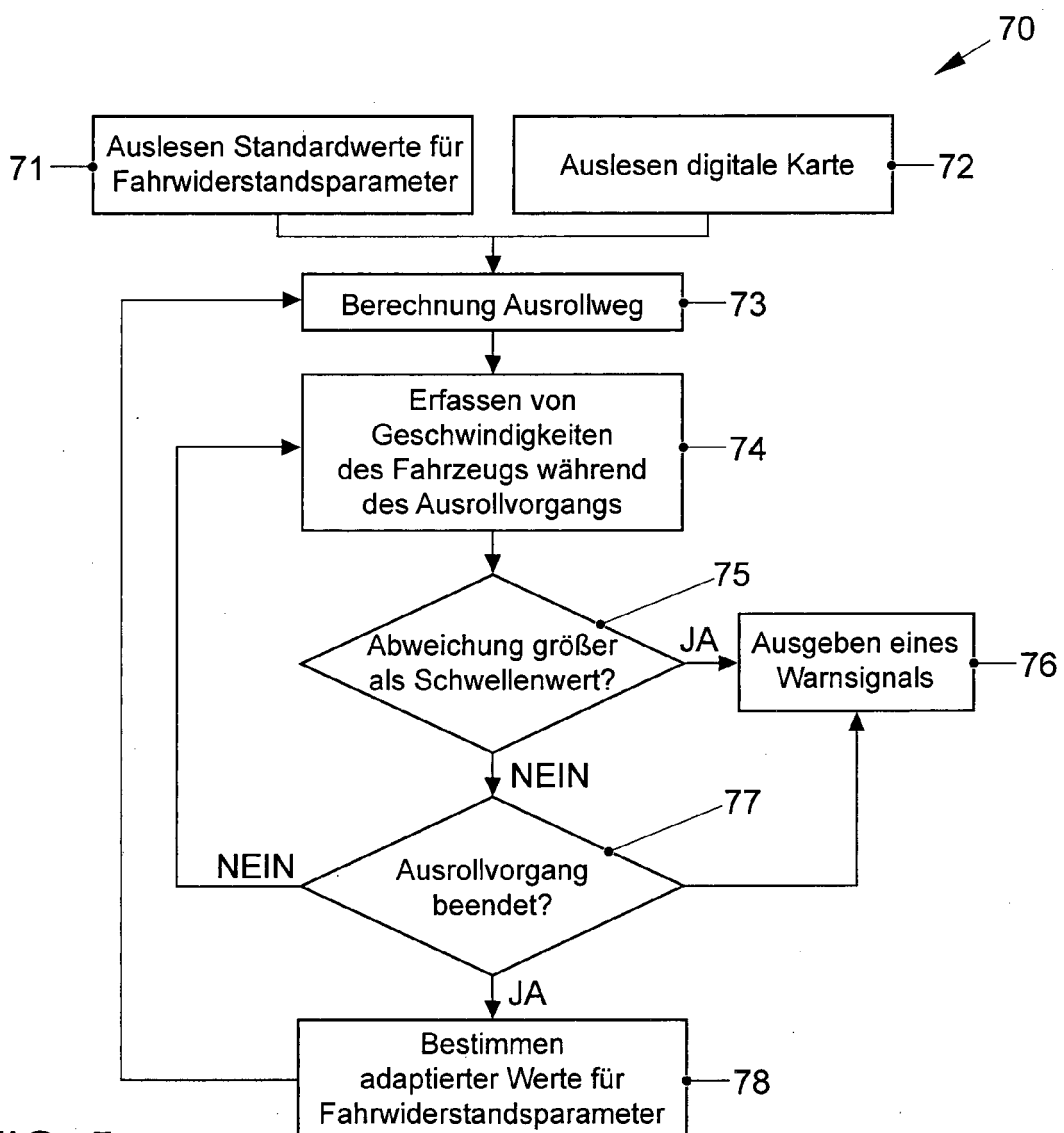 70
Auslesen Standardwerte für
Fahrwiderstandsparameter
71
Auslesen digitale Karte
72
Berechnung Ausrollweg
73
Erfassen von
Geschwindigkeiten
des Fahrzeugs während
des Ausrollvorgangs
74
75
Abweichung größer
als Schwellenwert?
JA
Ausgeben eines
Warnsignals
76
NEIN
77
NEIN
Ausrollvorgang
beendet?
JA
Bestimmen
adaptierter Werte für
Fahrwiderstandsparameter
78